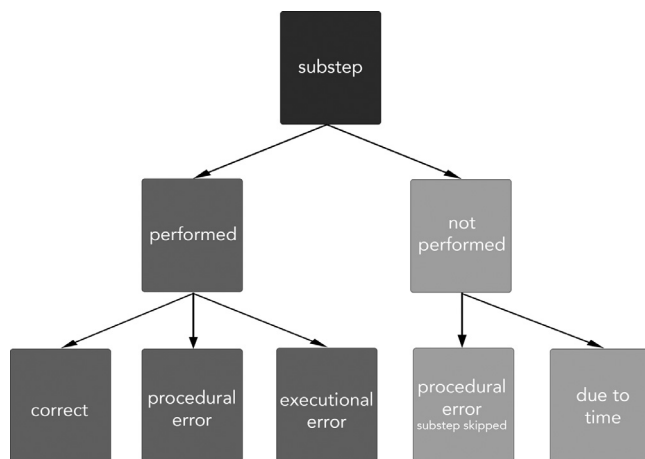 substep
performed
not
performed
correct
procedural
error
executional
error
procedural
error
substep skipped
due to
time